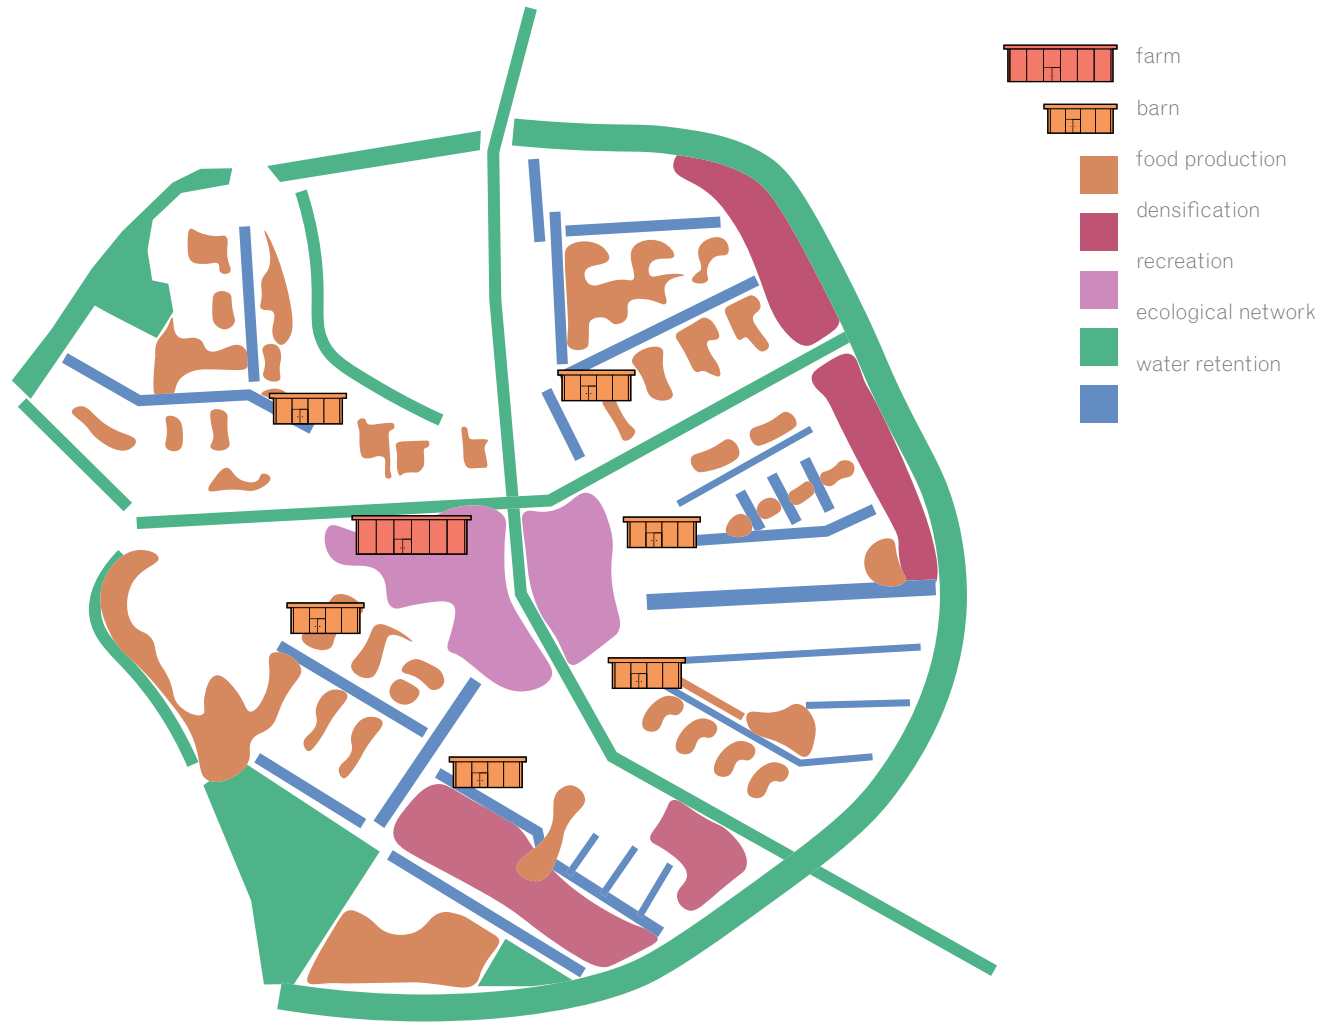 farm
barn
food production
densification
recreation
ecological network
water retention